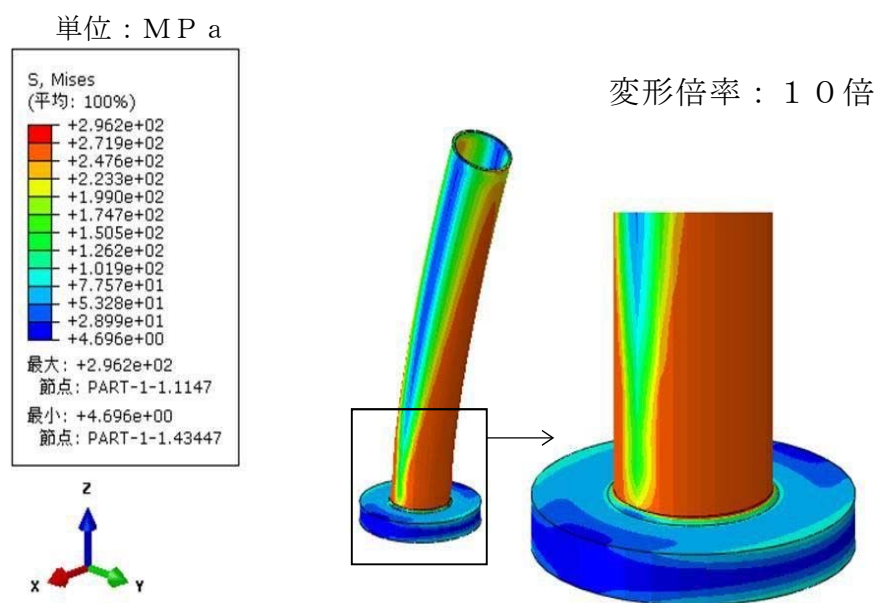 単位：ＭＰａ
S, Mises
(平均: 100%)
+2.962e+02
+2.719e+02
+2.476e+02
+2.233e+02
+1.990e+02
+1.747e+02
+1.505e+02
+1.262e+02
+1.019e+02
+7.757e+01
+5.328e+01
+2.899e+01
+4.696e+00
最大: +2.962e+02
節点: PART-1-1.1147
最小: +4.696e+00
節点: PART-1-1.43447
変形倍率：１０倍
Z
X
Y